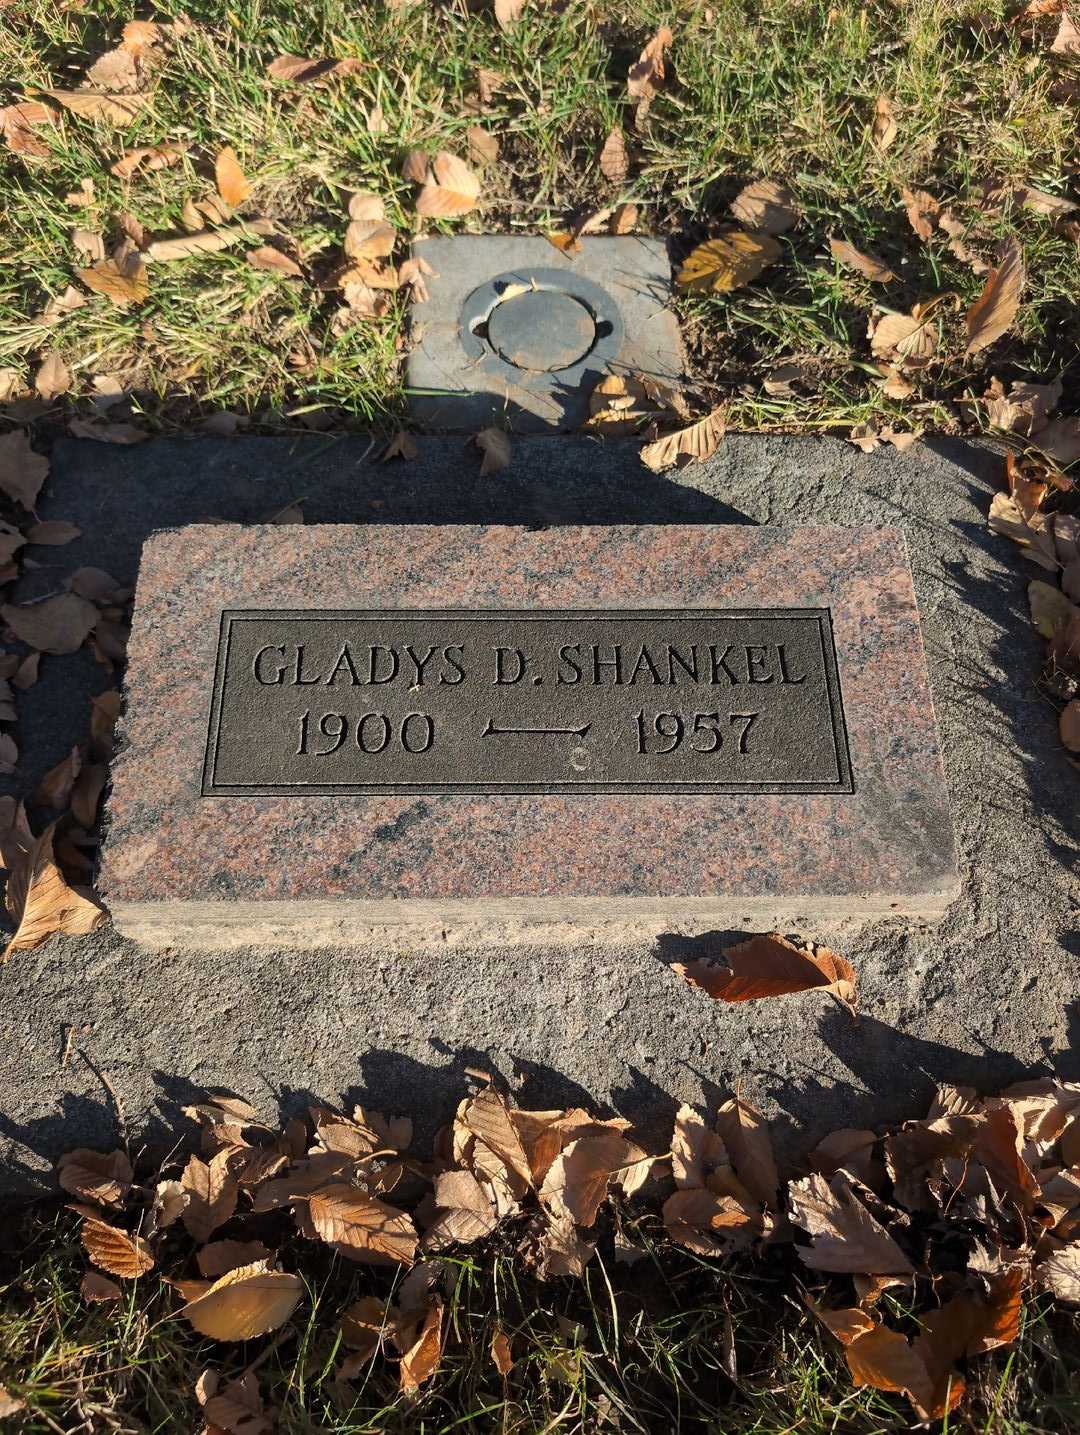 GLADYS D. SHANKEL
1900 — 1957